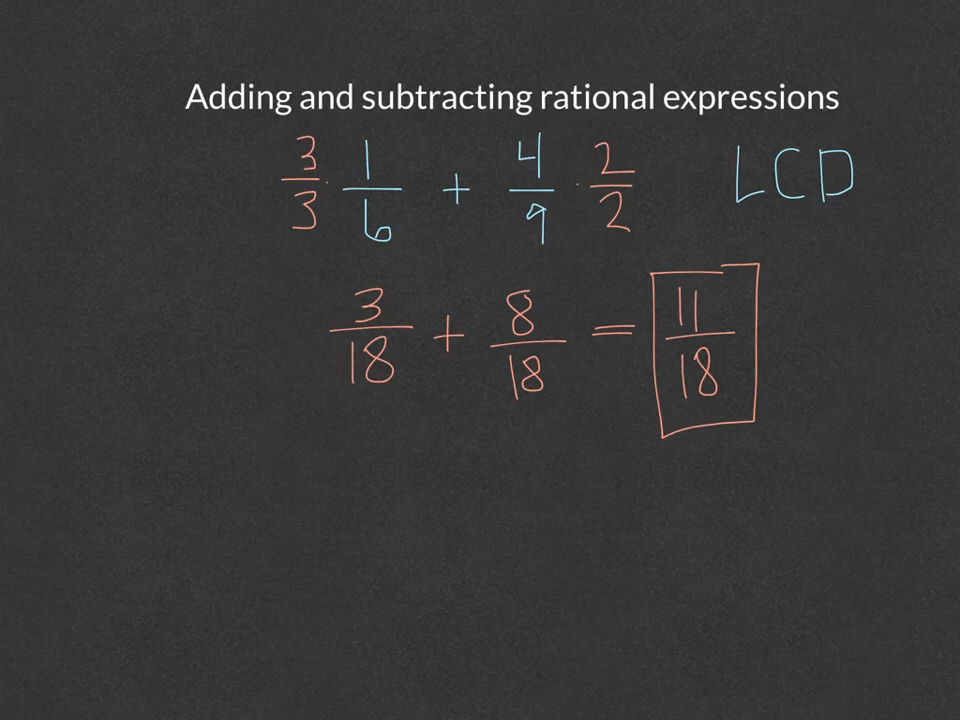 Adding and subtracting rational expressions
3/3 · 1/6 + 4/9 · 2/2 LCD
3/18 + 8/18 = 11/18